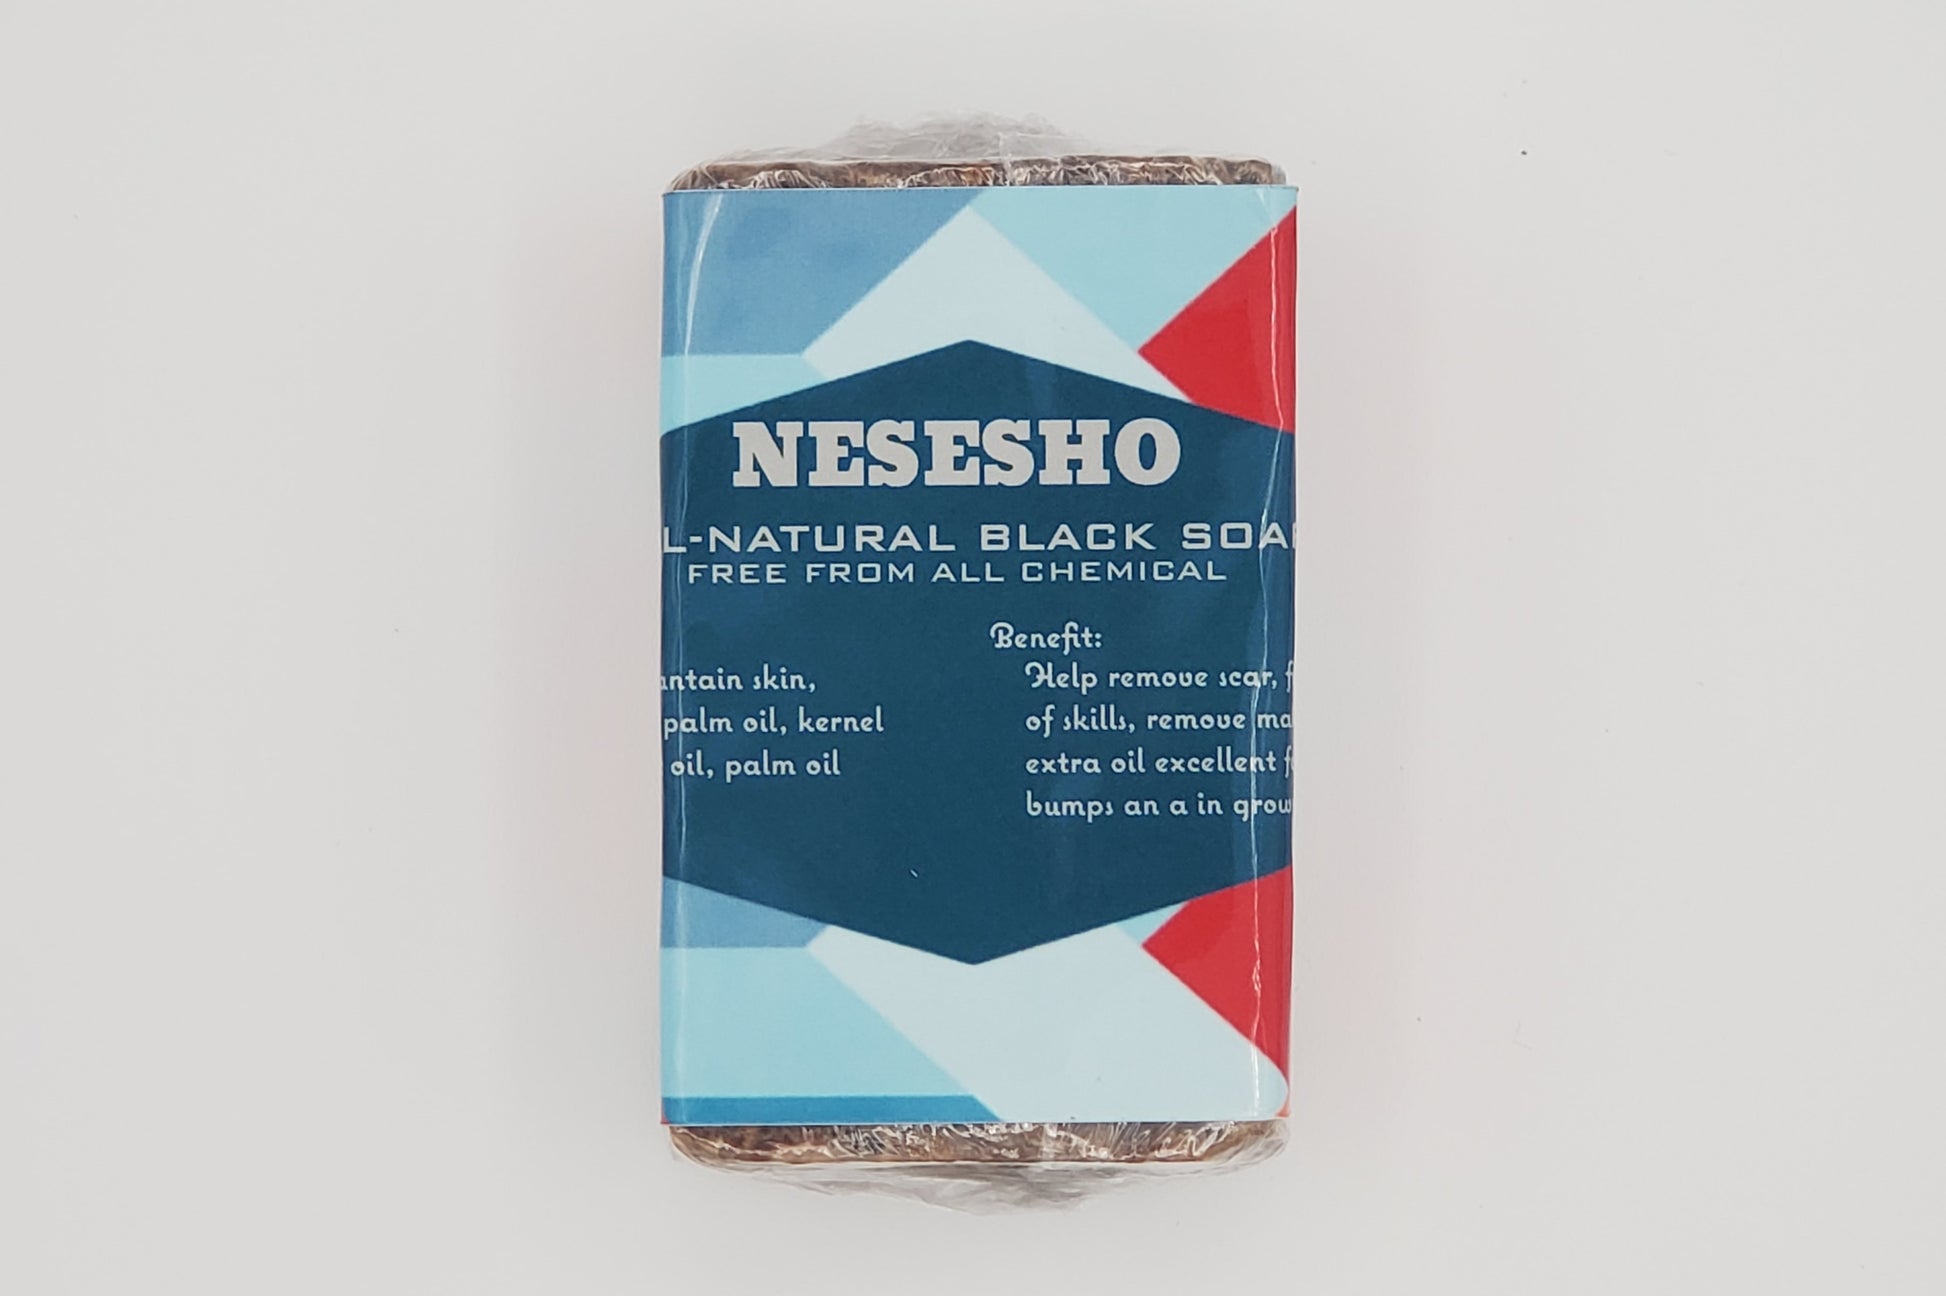 NESESHO
L-NATURAL BLACK SOAP
FREE FROM ALL CHEMICAL
antain skin,
palm oil, kernel
oil, palm oil
Benefit:
Help remove scar,
of skills, remove
extra oil excellent
bumps an a in grow